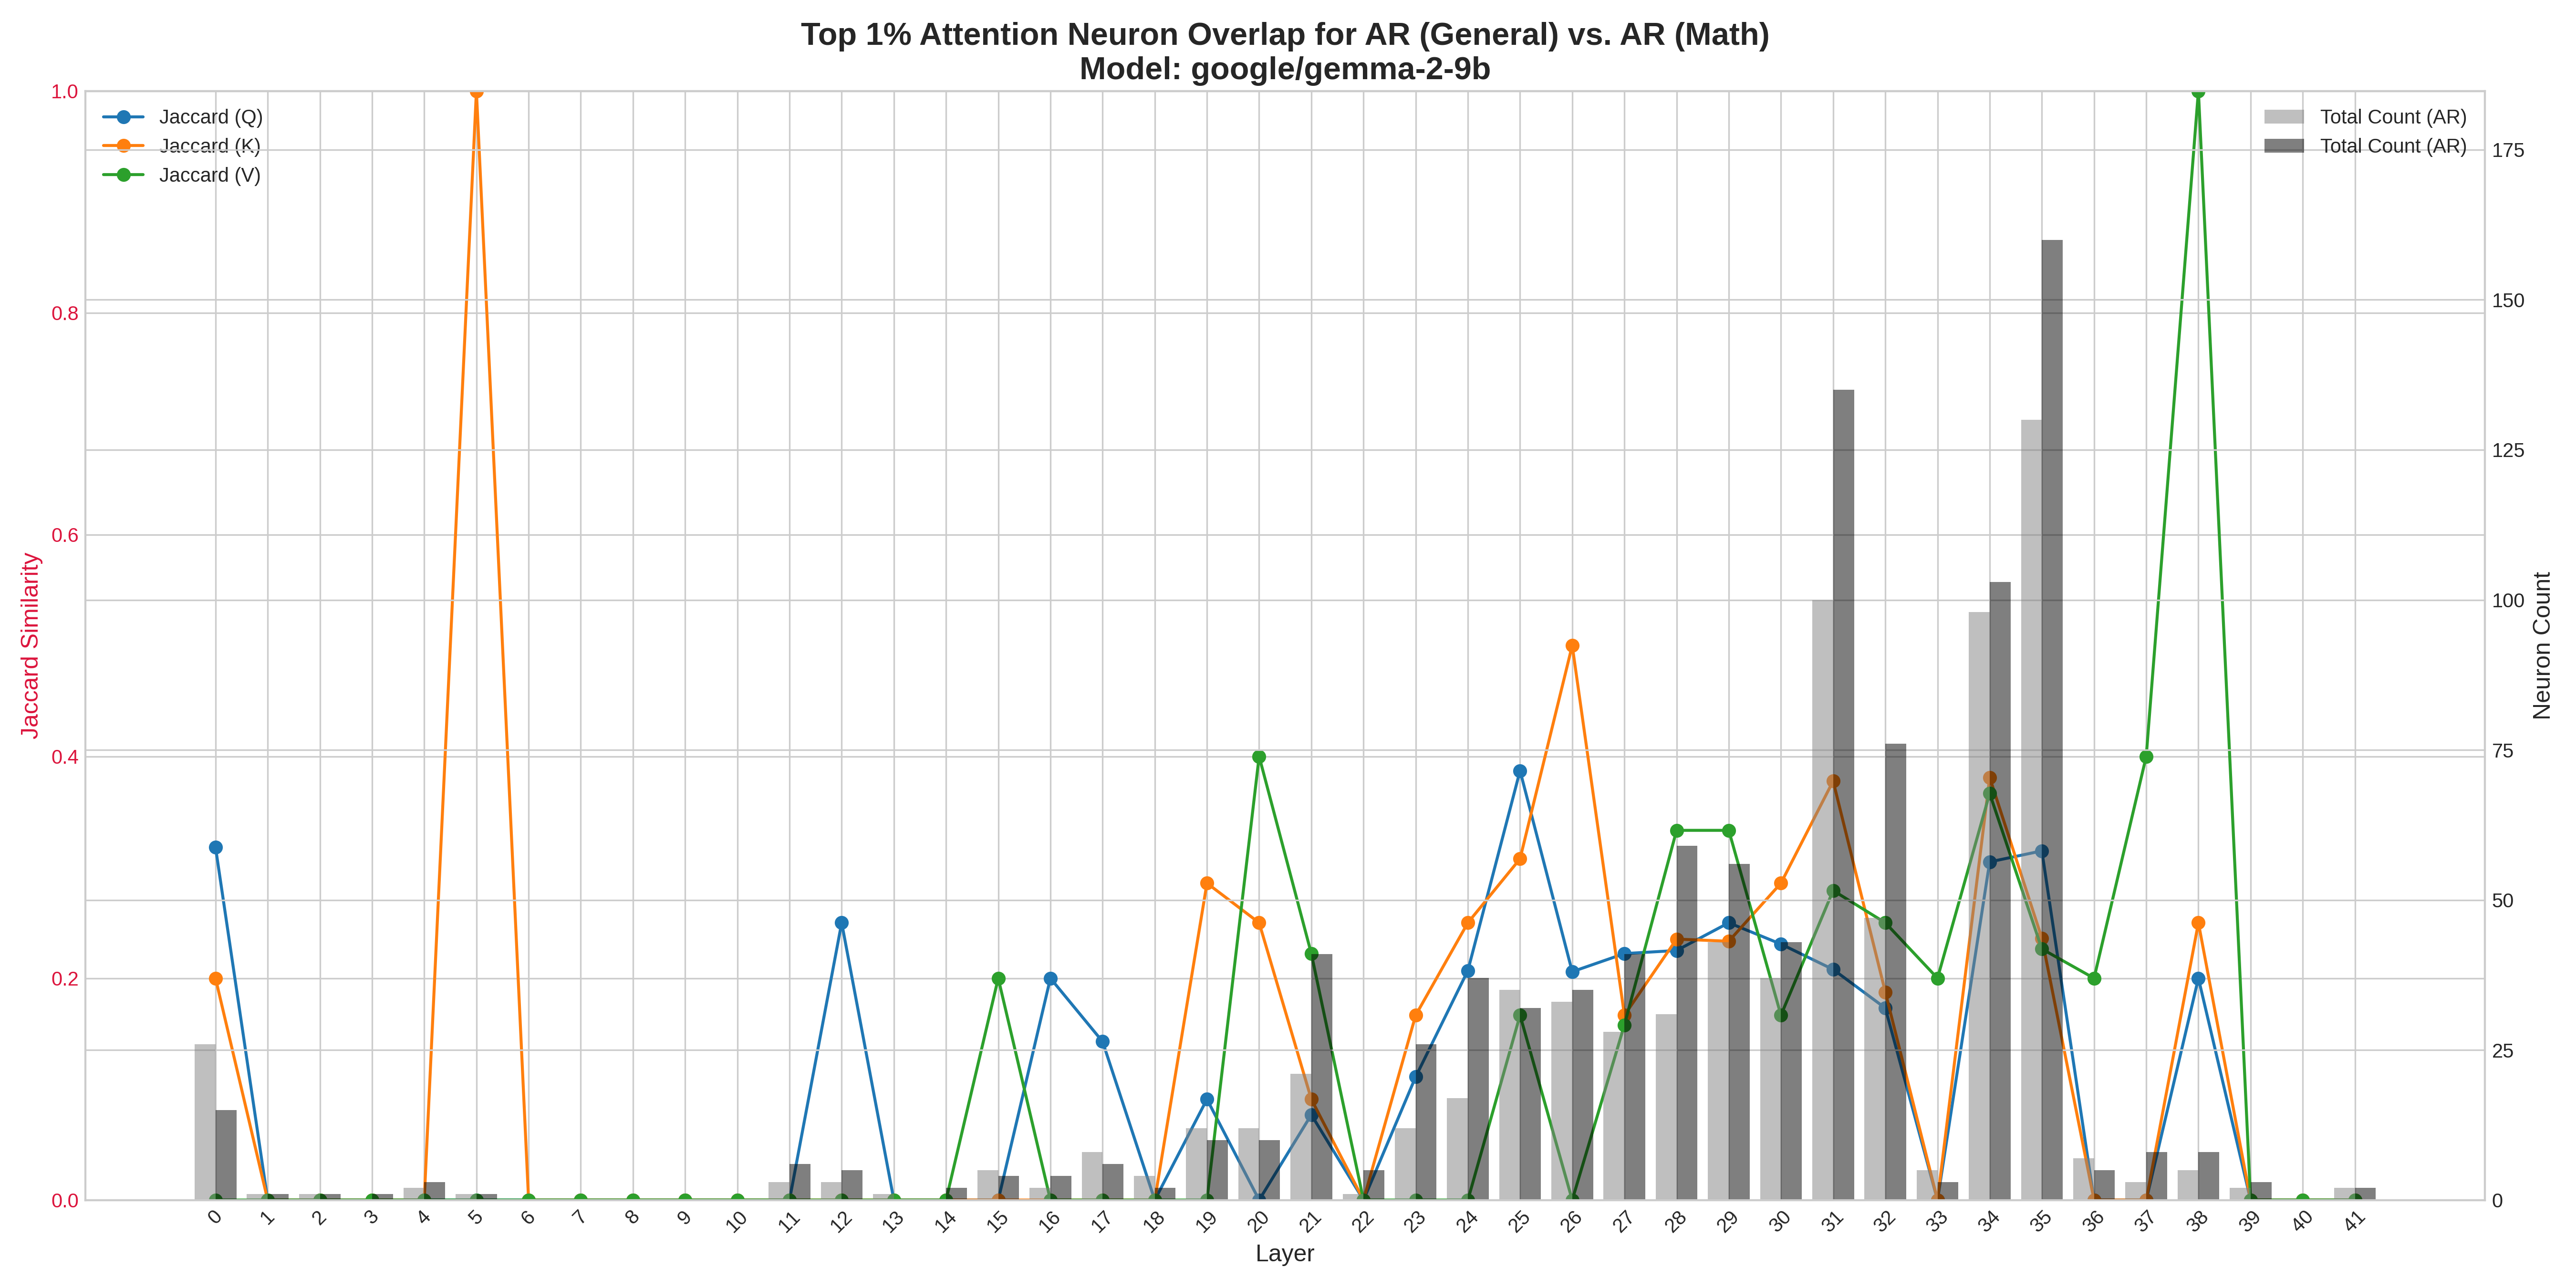 Top 1% Attention Neuron Overlap for AR (General) vs. AR (Math)
Model: google/gemma-2-9b
Jaccard (Q)
Jaccard (K)
Jaccard (V)
Total Count (AR)
Total Count (AR)
1.0
0.8
0.6
0.4
0.2
0.0
Jaccard Similarity
175
150
125
100
75
50
25
0
Neuron Count
0 1 2 3 4 5 6 7 8 9 10 11 12 13 14 15 16 17 18 19 20 21 22 23 24 25 26 27 28 29 30 31 32 33 34 35 36 37 38 39 40 41
Layer